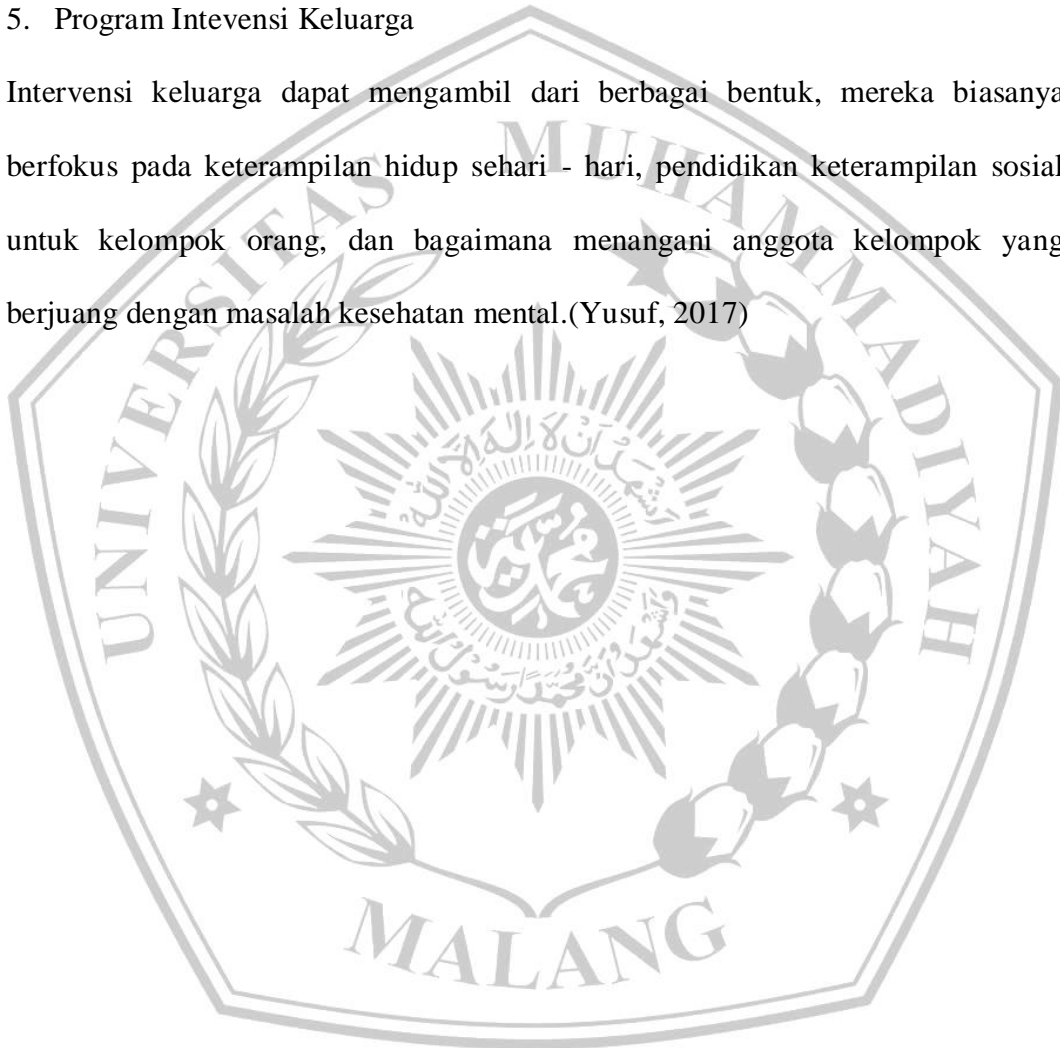 5. Program Intevensi Keluarga
Intervensi keluarga dapat mengambil dari berbagai bentuk, mereka biasanya
berfokus pada keterampilan hidup sehari - hari, pendidikan keterampilan sosial
untuk kelompok orang, dan bagaimana menangani anggota kelompok yang
berjuang dengan masalah kesehatan mental.(Yusuf, 2017)
UNIVERSITAS MUHAMMADIYAH
MALANG